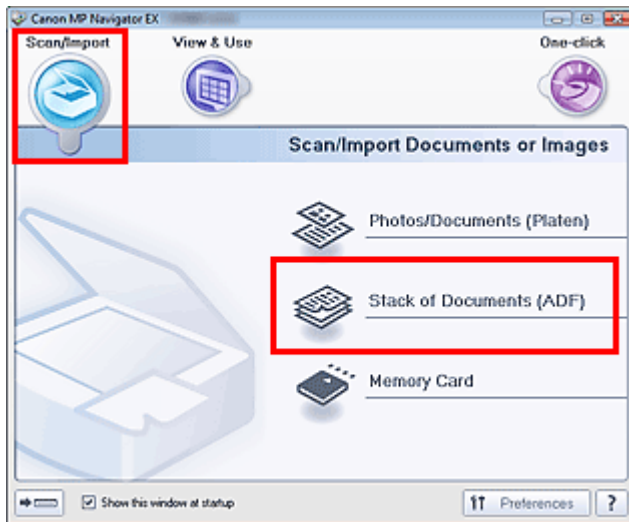 Canon MP Navigator EX
Scan/Import
View & Use
One-click
Scan/Import Documents or Images
Photos/Documents (Platen)
Stack of Documents (ADF)
Memory Card
Show this window at startup
Preferences
?